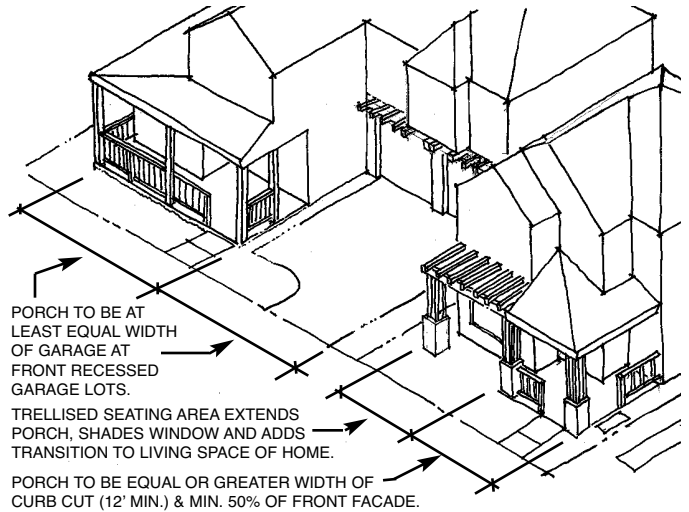 PORCH TO BE AT
LEAST EQUAL WIDTH
OF GARAGE AT
FRONT RECESSED
GARAGE LOTS.
TRELLISED SEATING AREA EXTENDS
PORCH, SHADES WINDOW AND ADDS
TRANSITION TO LIVING SPACE OF HOME.
PORCH TO BE EQUAL OR GREATER WIDTH OF
CURB CUT (12' MIN.) & MIN. 50% OF FRONT FACADE.